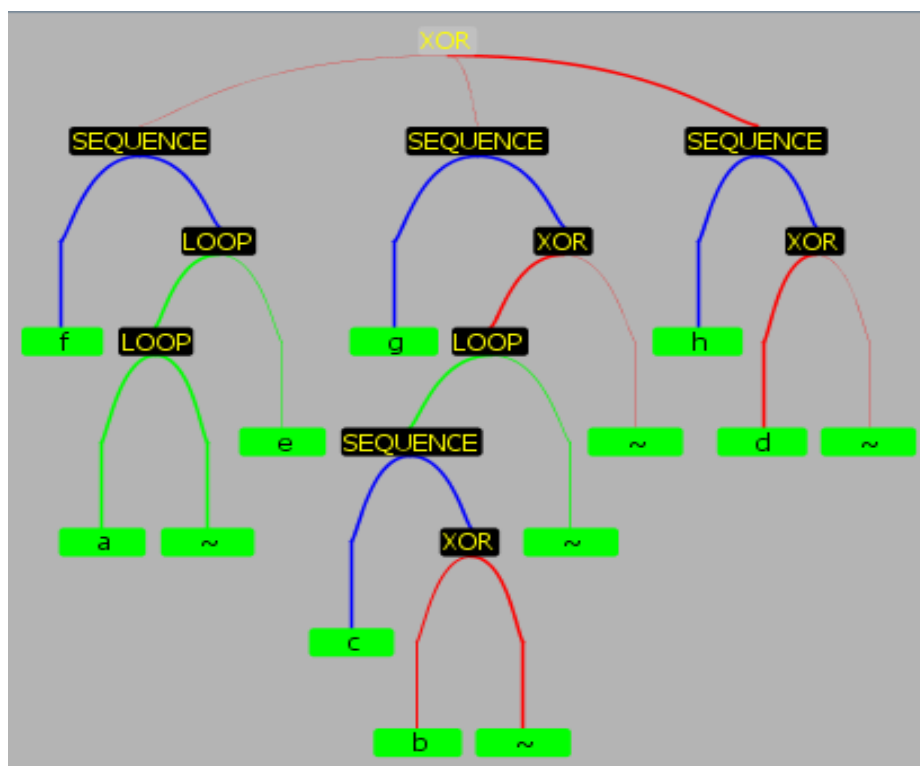 XOR
SEQUENCE SEQUENCE SEQUENCE
LOOP XOR XOR
f LOOP g LOOP h
SEQUENCE e ~ d ~
a ~ XOR ~
c
b ~